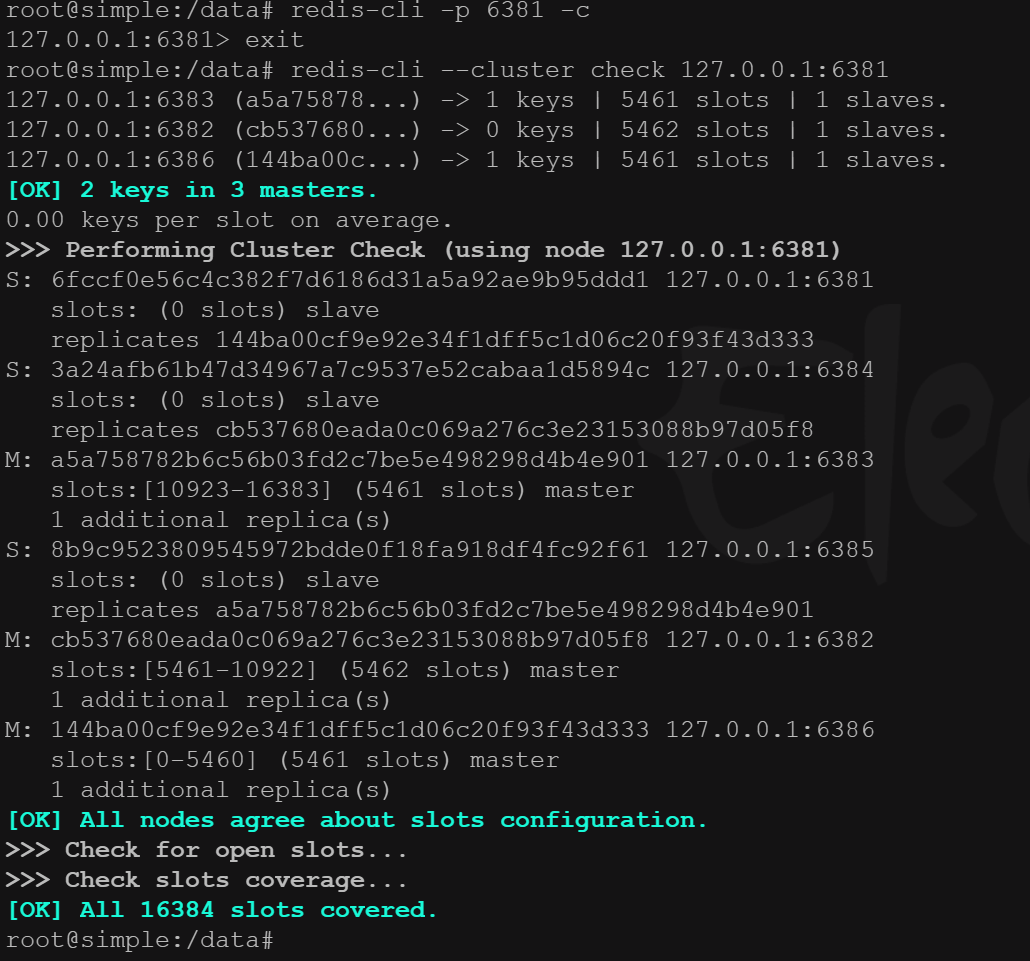 root@simple:/data# redis-cli -p 6381 -c
127.0.0.1:6381> exit
root@simple:/data# redis-cli --cluster check 127.0.0.1:6381
127.0.0.1:6383 (a5a75878...) -> 1 keys | 5461 slots | 1 slaves.
127.0.0.1:6382 (cb537680...) -> 0 keys | 5462 slots | 1 slaves.
127.0.0.1:6386 (144ba00c...) -> 1 keys | 5461 slots | 1 slaves.
[OK] 2 keys in 3 masters.
0.00 keys per slot on average.
>>> Performing Cluster Check (using node 127.0.0.1:6381)
S: 6fccf0e56c4c382f7d6186d31a5a92ae9b95ddd1 127.0.0.1:6381
   slots: (0 slots) slave
   replicates 144ba00cf9e92e34f1dff5c1d06c20f93f43d333
S: 3a24afb61b47d34967a7c9537e52cabaa1d5894c 127.0.0.1:6384
   slots: (0 slots) slave
   replicates cb537680eada0c069a276c3e23153088b97d05f8
M: a5a758782b6c56b03fd2c7be5e498298d4b4e901 127.0.0.1:6383
   slots:[10923-16383] (5461 slots) master
   1 additional replica(s)
S: 8b9c9523809545972bdde0f18fa918df4fc92f61 127.0.0.1:6385
   slots: (0 slots) slave
   replicates a5a758782b6c56b03fd2c7be5e498298d4b4e901
M: cb537680eada0c069a276c3e23153088b97d05f8 127.0.0.1:6382
   slots:[5461-10922] (5462 slots) master
   1 additional replica(s)
M: 144ba00cf9e92e34f1dff5c1d06c20f93f43d333 127.0.0.1:6386
   slots:[0-5460] (5461 slots) master
   1 additional replica(s)
[OK] All nodes agree about slots configuration.
>>> Check for open slots...
>>> Check slots coverage...
[OK] All 16384 slots covered.
root@simple:/data#